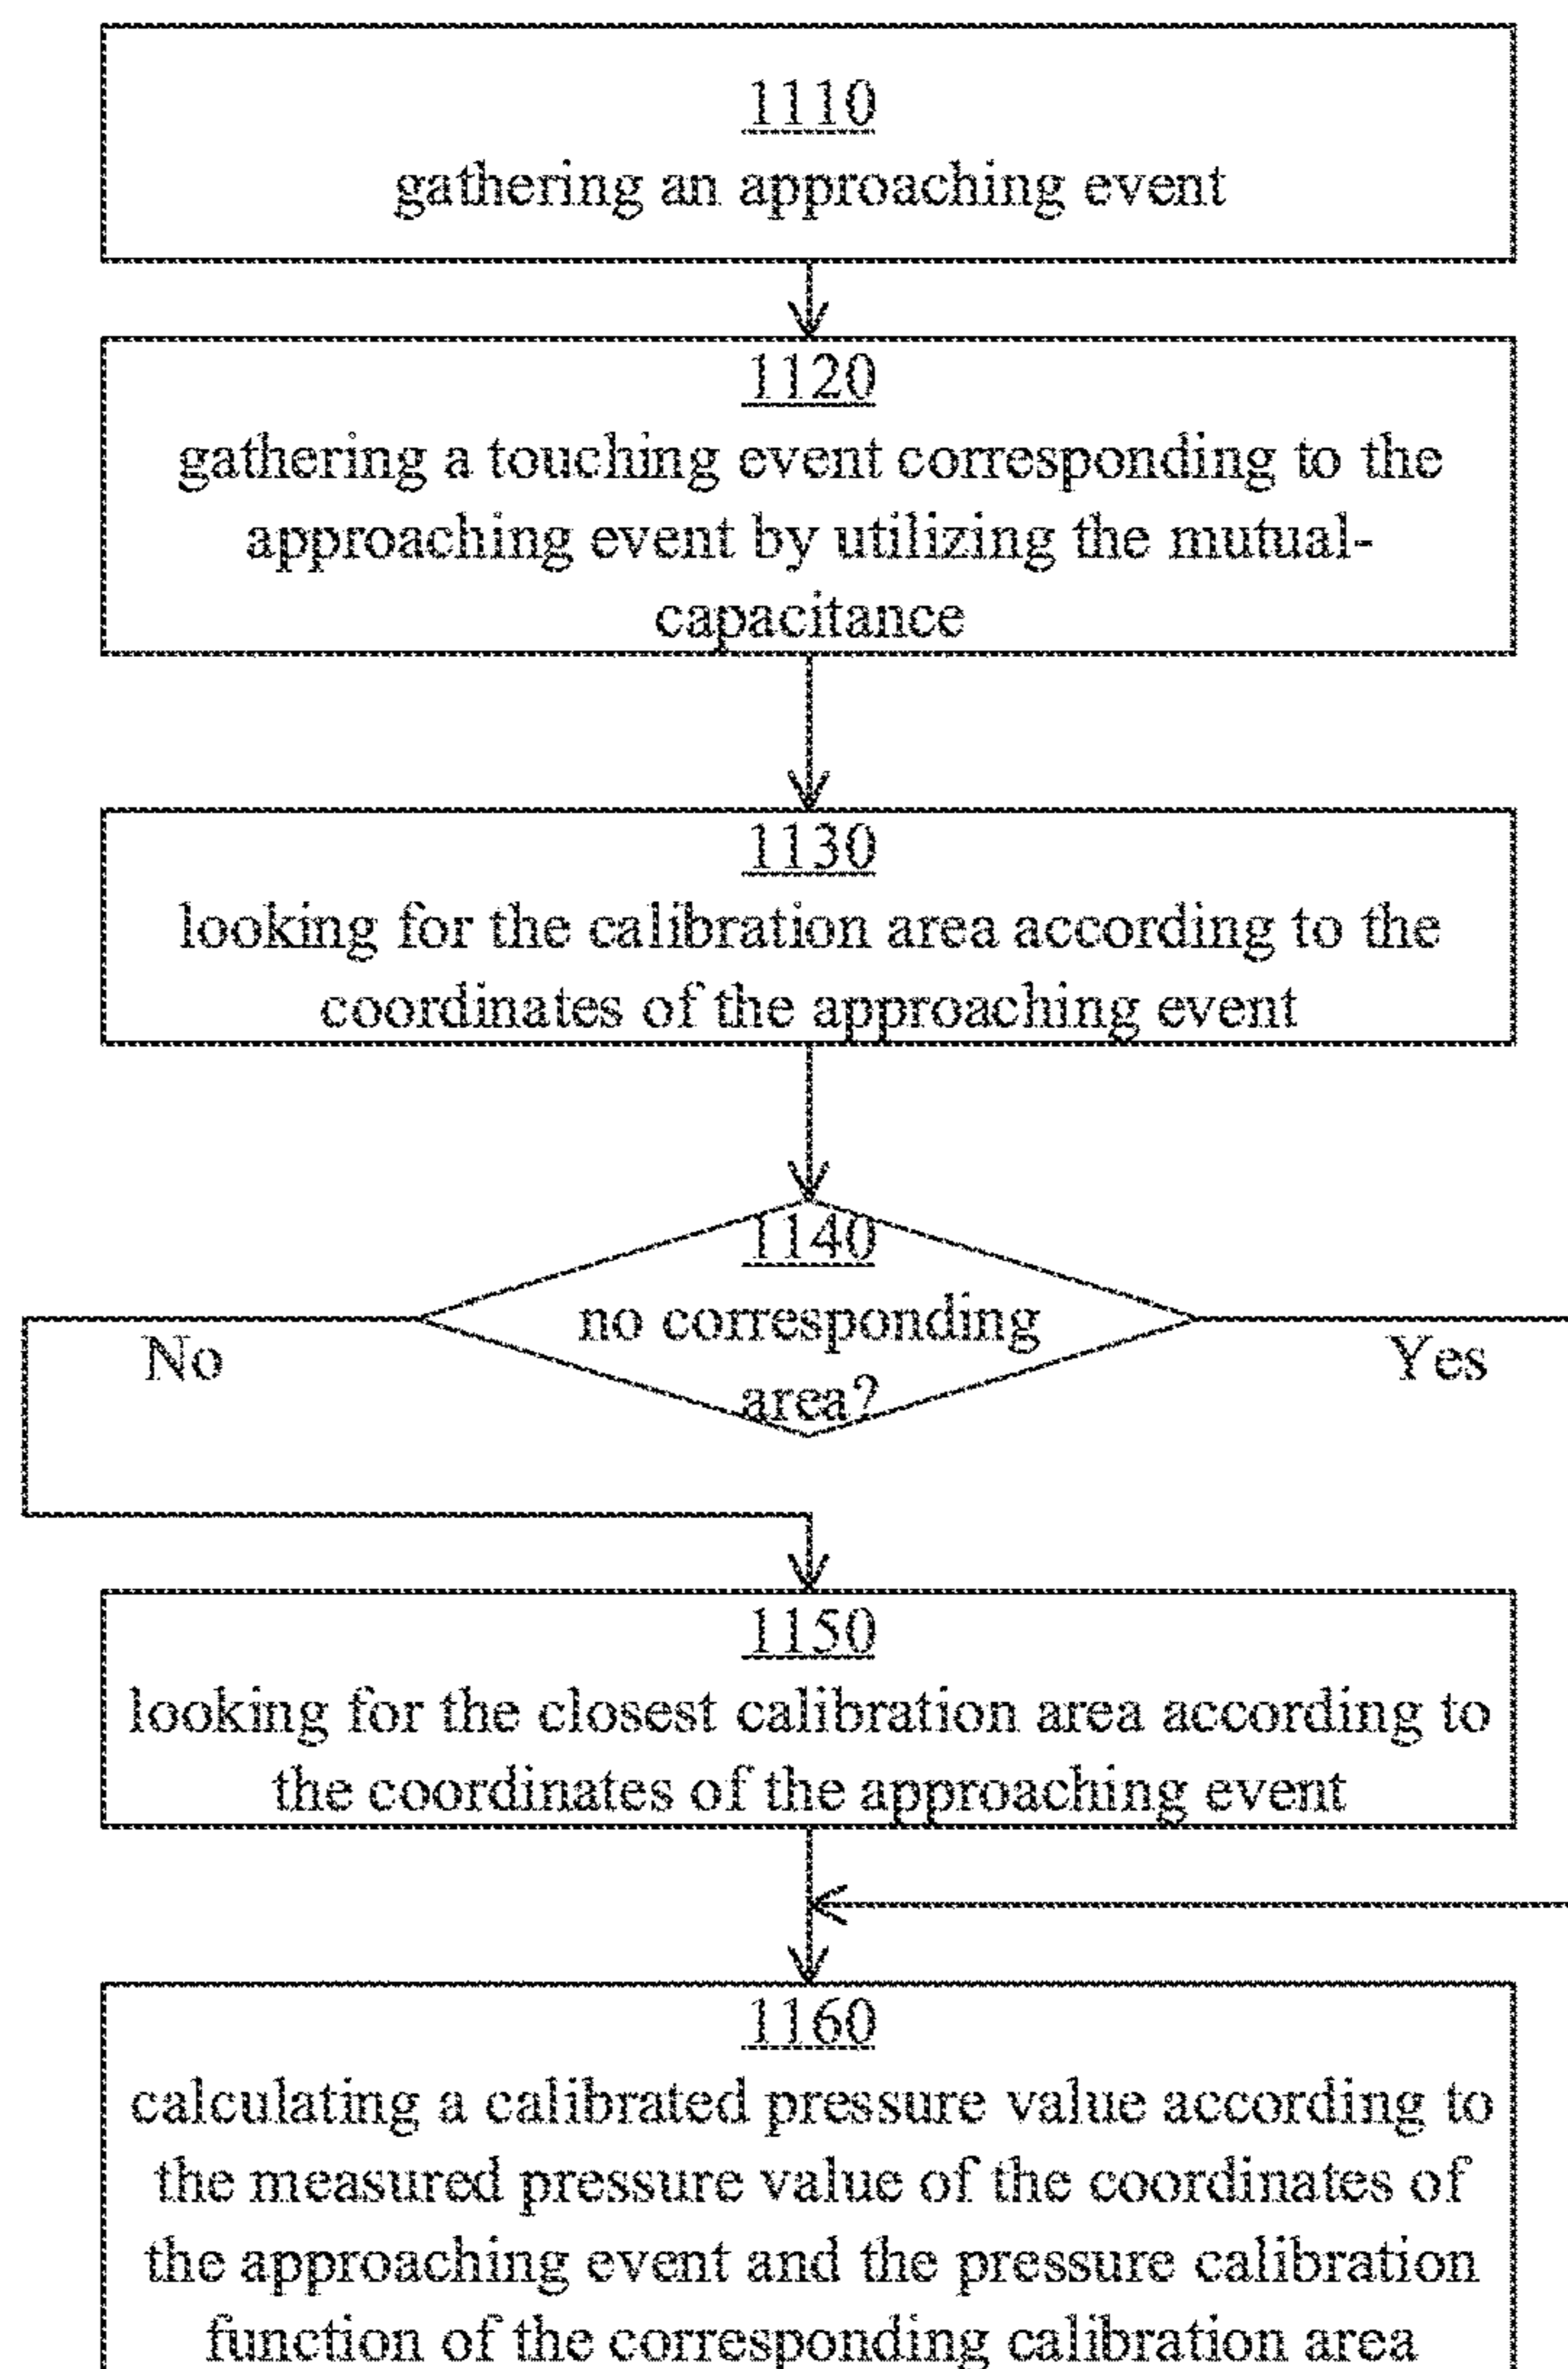 1110
gathering an approaching event
1120
gathering a touching event corresponding to the
approaching event by utilizing the mutual-
capacitance
1130
looking for the calibration area according to the
coordinates of the approaching event
1140
no corresponding
area?
No
Yes
1150
looking for the closest calibration area according to
the coordinates of the approaching event
1160
calculating a calibrated pressure value according to
the measured pressure value of the coordinates of
the approaching event and the pressure calibration
function of the corresponding calibration area